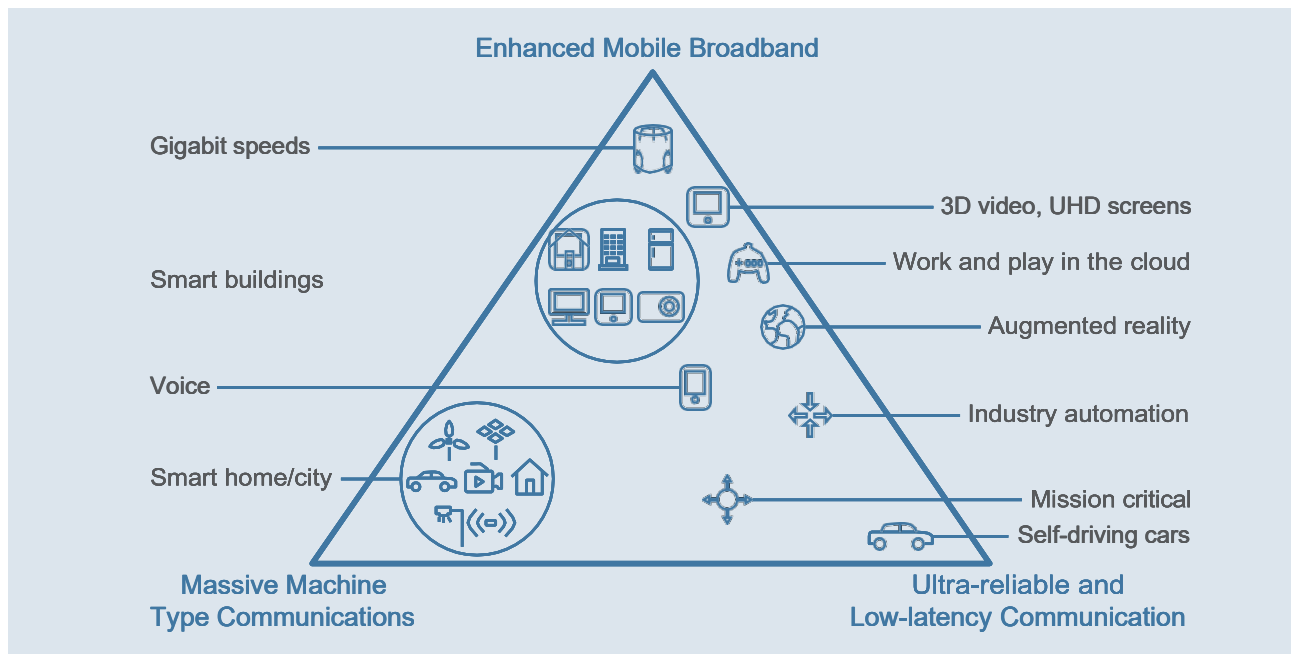 Enhanced Mobile Broadband
Gigabit speeds
3D video, UHD screens
Work and play in the cloud
Smart buildings
Augmented reality
Voice
Industry automation
Smart home/city
Mission critical
Self-driving cars
Massive Machine
Type Communications
Ultra-reliable and
Low-latency Communication